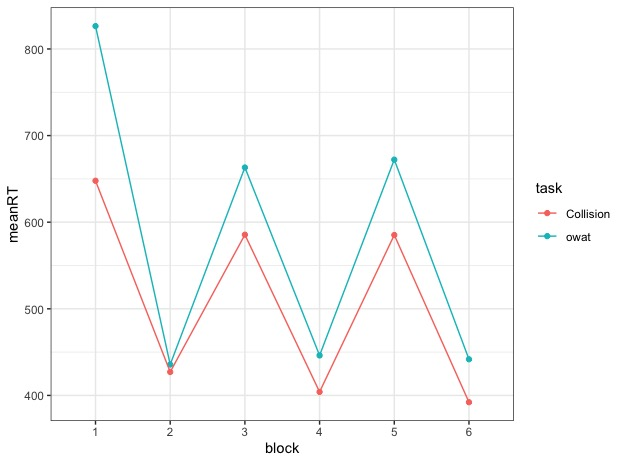 800
700
600
500
400
meanRT
1 2 3 4 5 6
block
task
Collision
owat